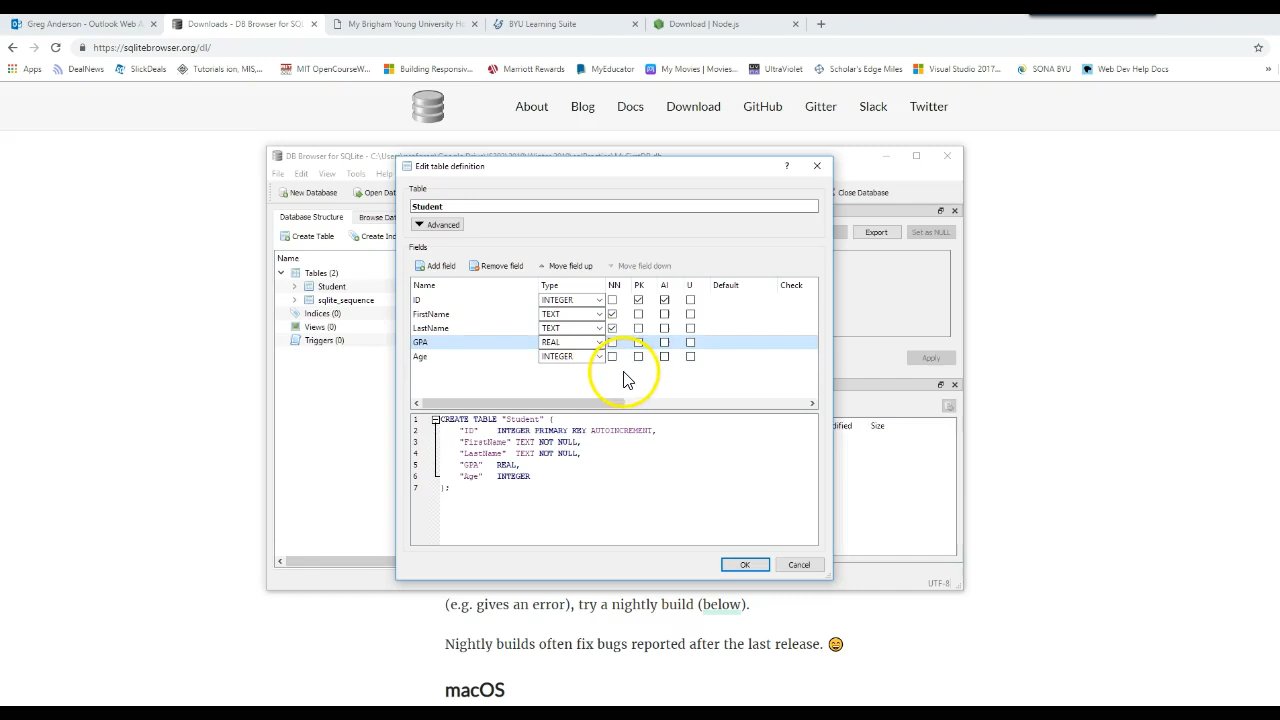 Greg Anderson - Outlook Web A
Downloads - DB Browser for SQL
My Brigham Young University Ho
BYU Learning Suite
Download | Node.js
https://sqlitebrowser.org/dl/
Apps
DealNews
SlickDeals
Tutorials ion, MIS,...
MIT OpenCourseW...
Building Responsiv...
Marriott Rewards
MyEducator
My Movies | Movies...
UltraViolet
Scholar's Edge Miles
Visual Studio 2017...
SONA BYU
Web Dev Help Docs
About
Blog
Docs
Download
GitHub
Gitter
Slack
Twitter
Edit table definition
File
Edit
View
Tools
Help
New Database
Open Dat
Close Database
Table
Student
Advanced
Database Structure
Browse Dat
Create Table
Create Ind
Export
Set as NULL
Name
Tables (2)
Student
sqlite_sequence
Indices (0)
Views (0)
Triggers (0)
Fields
Add field
Remove field
Move field up
Move field down
Name Type NN PK AI U Default Check
ID INTEGER
FirstName TEXT
LastName TEXT
GPA REAL
Age INTEGER
Apply
dified Size
1 CREATE TABLE "Student" (
2 "ID" INTEGER PRIMARY KEY AUTOINCREMENT,
3 "FirstName" TEXT NOT NULL,
4 "LastName" TEXT NOT NULL,
5 "GPA" REAL,
6 "Age" INTEGER
7 );
OK
Cancel
UTF-8
(e.g. gives an error), try a nightly build (below).
Nightly builds often fix bugs reported after the last release.
macOS